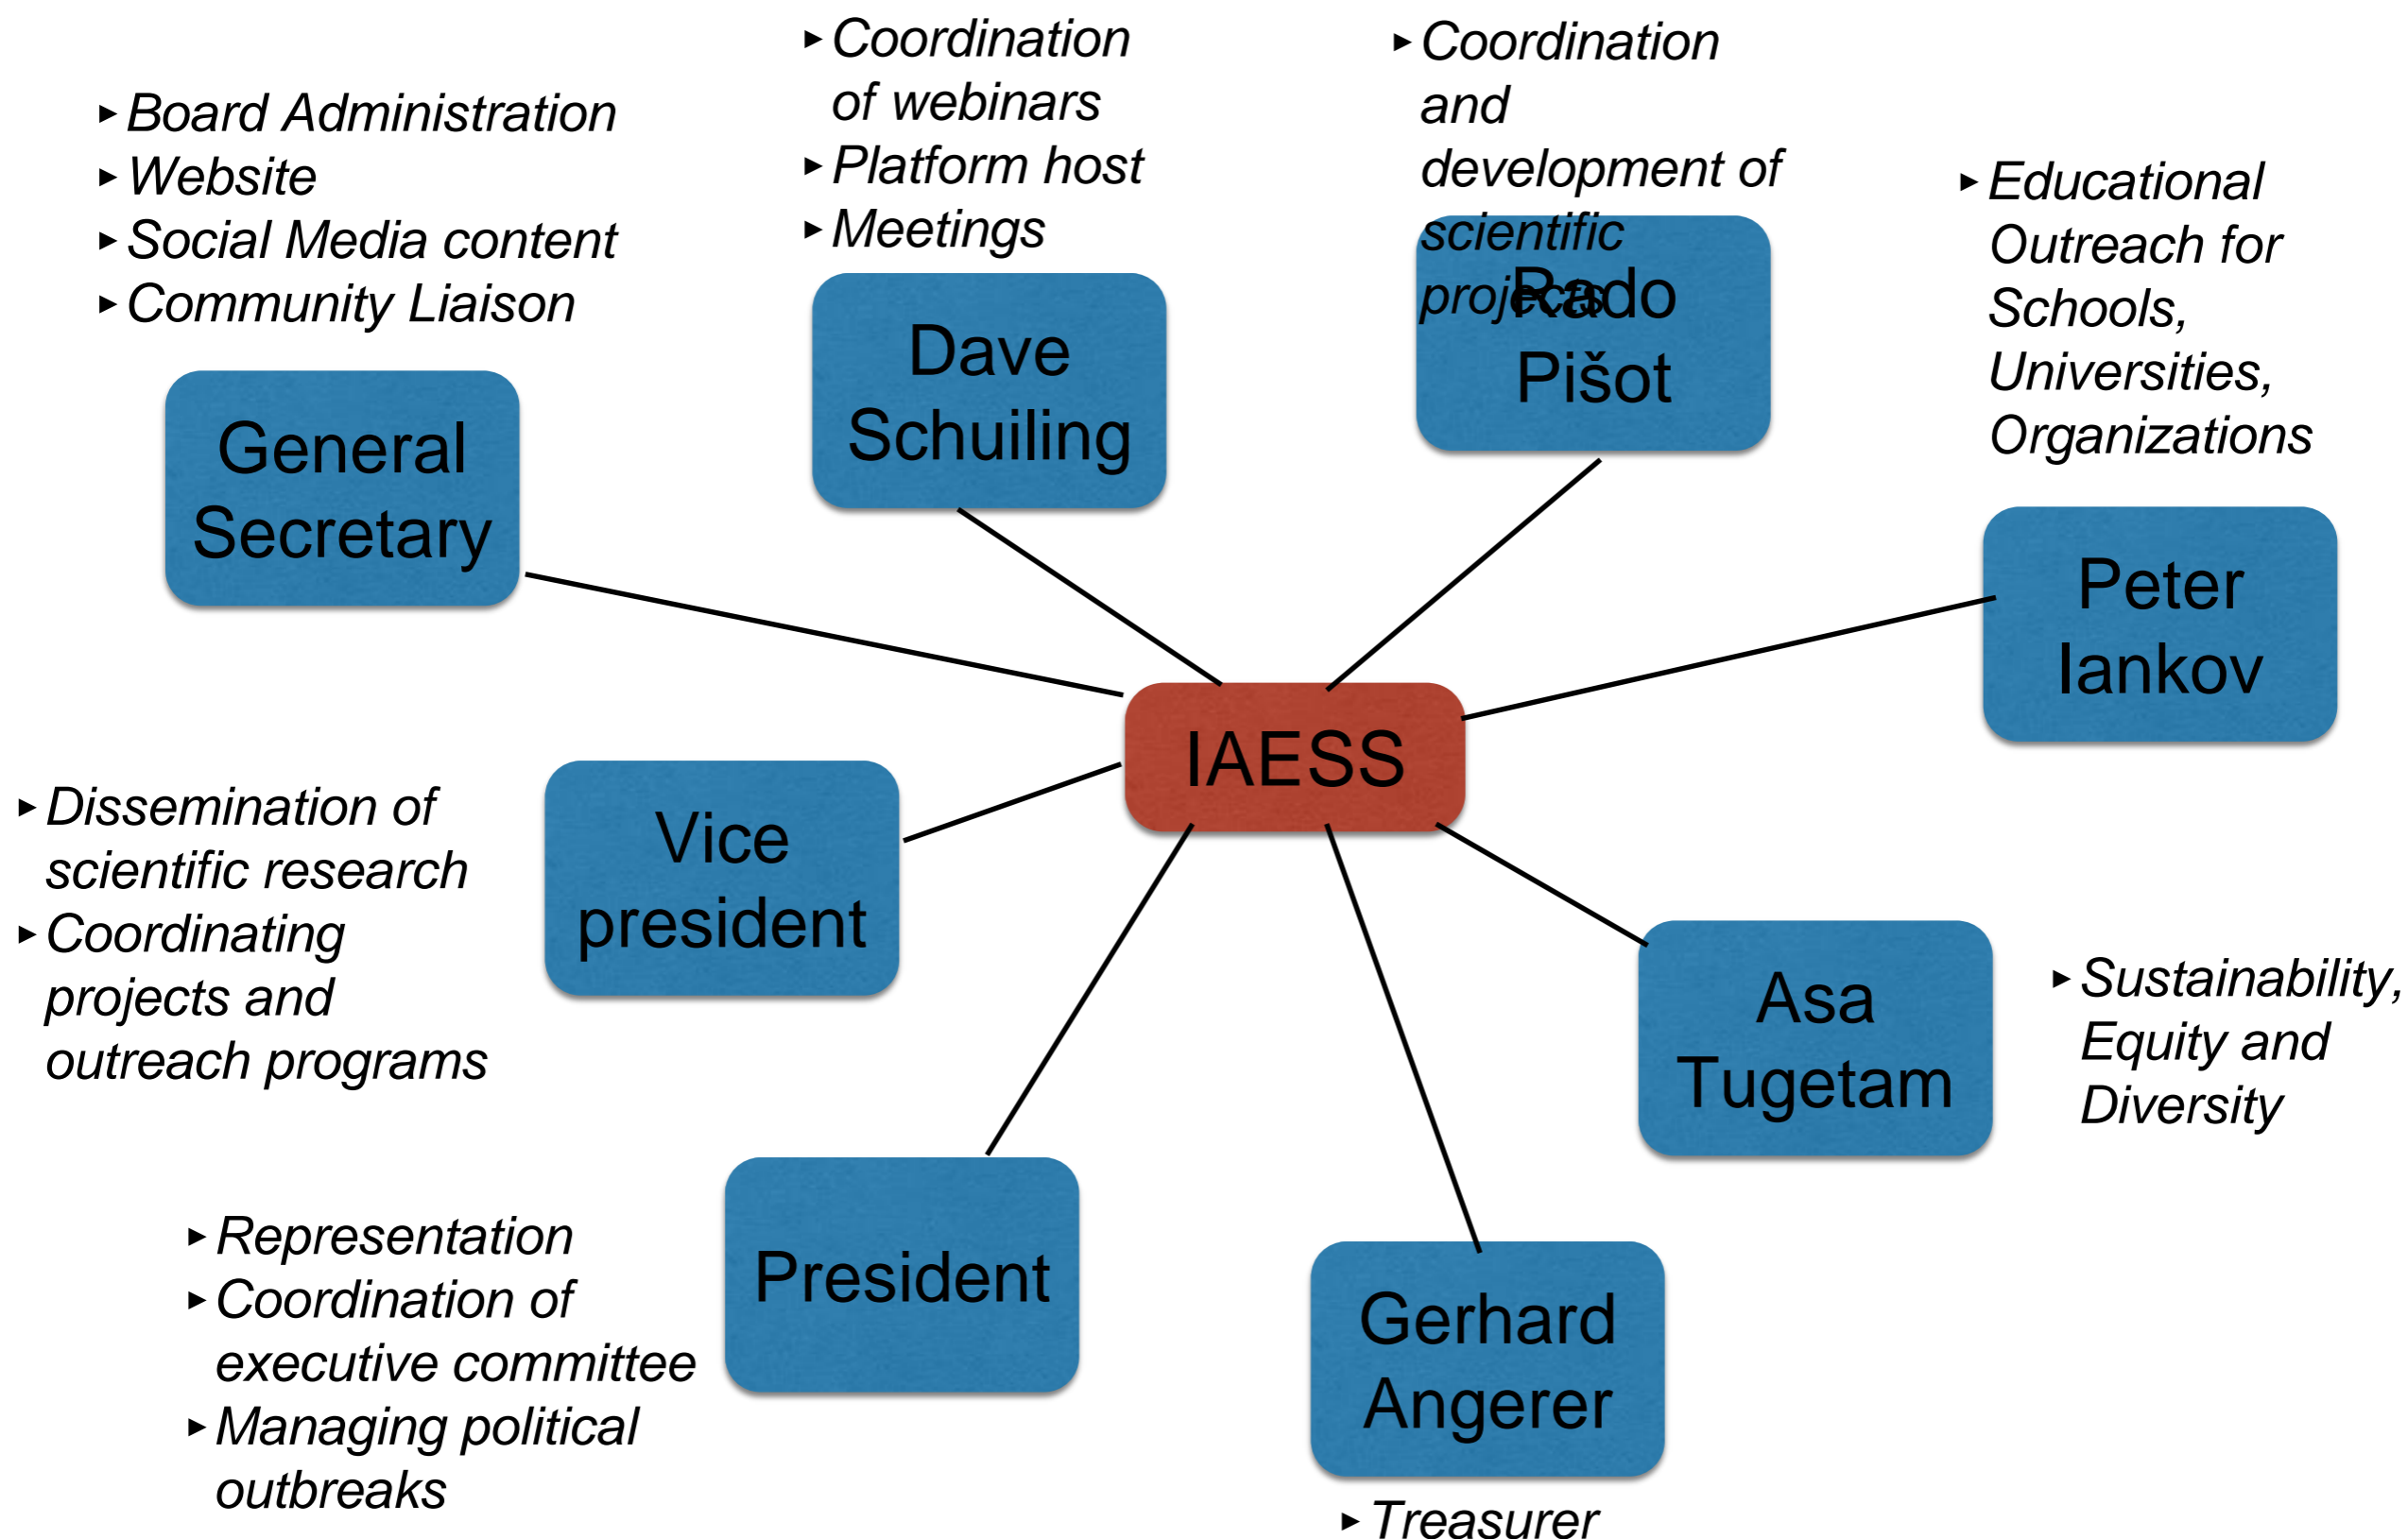 ▸Board Administration
▸Website
▸Social Media content
▸Community Liaison
General
Secretary
▸Coordination
of webinars
▸Platform host
▸Meetings
Dave
Schuiling
▸Coordination
and
development of
scientific
projects
Rado
Pišot
▸Educational
Outreach for
Schools,
Universities,
Organizations
Peter
Iankov
IAESS
▸Dissemination of
scientific research
▸Coordinating
projects and
outreach programs
Vice
president
Asa
Tugetam
▸Sustainability,
Equity and
Diversity
▸Representation
▸Coordination of
executive committee
▸Managing political
outbreaks
President
Gerhard
Angerer
▸Treasurer